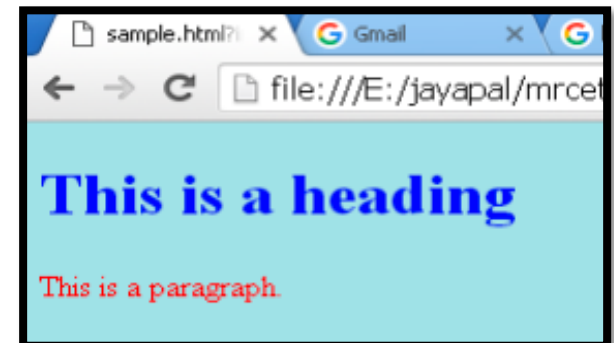 sample.html? Gmail
file:///E:/jayapal/mrcet
This is a heading
This is a paragraph.